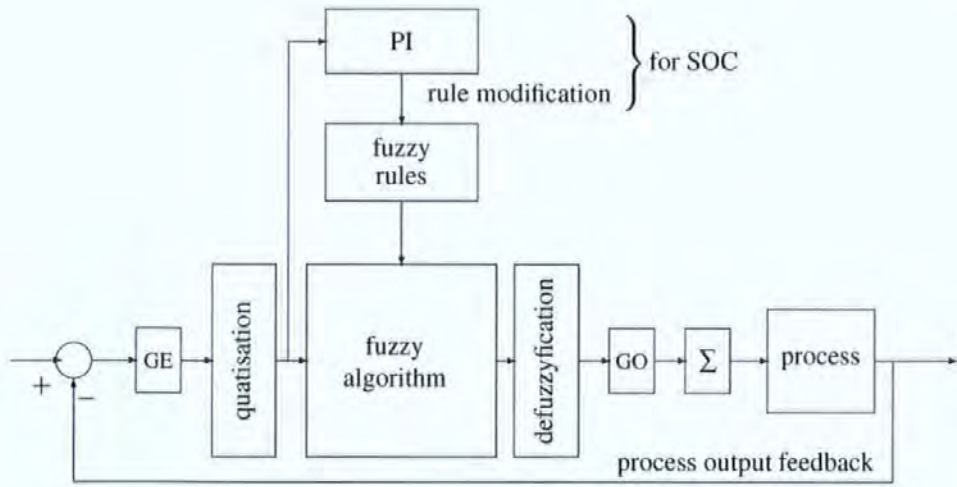 PI
for SOC
rule modification
fuzzy
rules
quatisation
fuzzy
algorithm
defuzzyfication
GE
GO
Σ
process
+
−
process output feedback